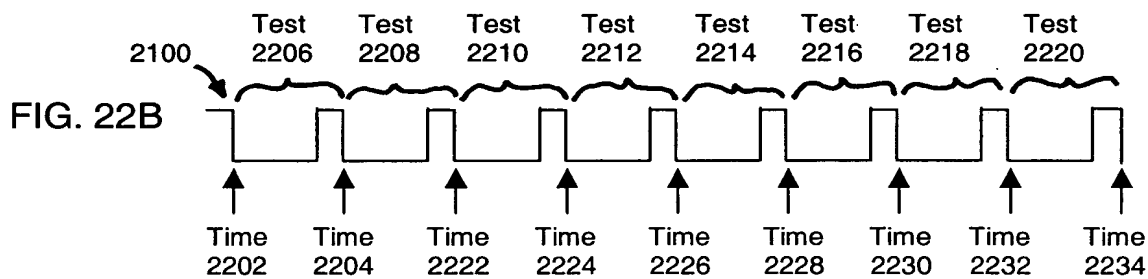 Test Test Test Test Test Test Test Test
2206 2208 2210 2212 2214 2216 2218 2220
2100
FIG. 22B
Time Time Time Time Time Time Time Time Time
2202 2204 2222 2224 2226 2228 2230 2232 2234